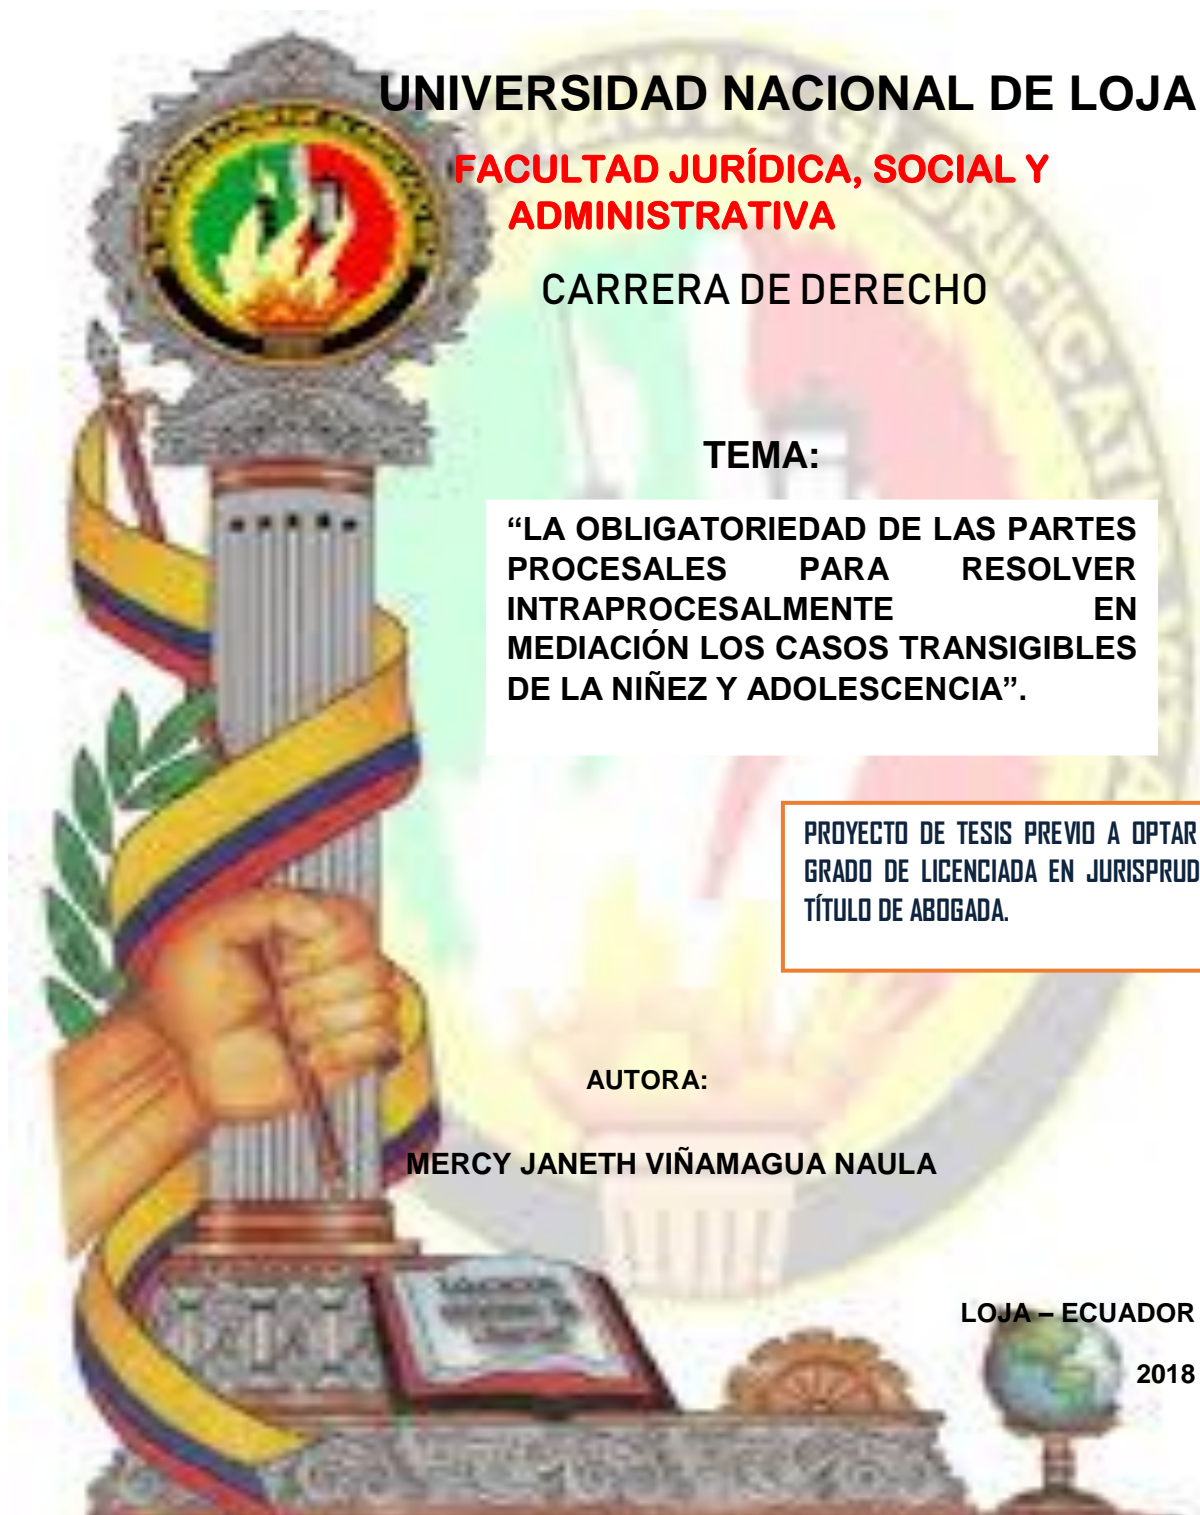 UNIVERSIDAD NACIONAL DE LOJA
FACULTAD JURÍDICA, SOCIAL Y
ADMINISTRATIVA
CARRERA DE DERECHO
TEMA:
“LA OBLIGATORIEDAD DE LAS PARTES
PROCESALES PARA RESOLVER
INTRAPROCESALMENTE EN
MEDIACIÓN LOS CASOS TRANSIGIBLES
DE LA NIÑEZ Y ADOLESCENCIA”.
PROYECTO DE TESIS PREVIO A OPTAR
GRADO DE LICENCIADA EN JURISPRUD
TÍTULO DE ABOGADA.
AUTORA:
MERCY JANETH VIÑAMAGUA NAULA
LOJA – ECUADOR
2018